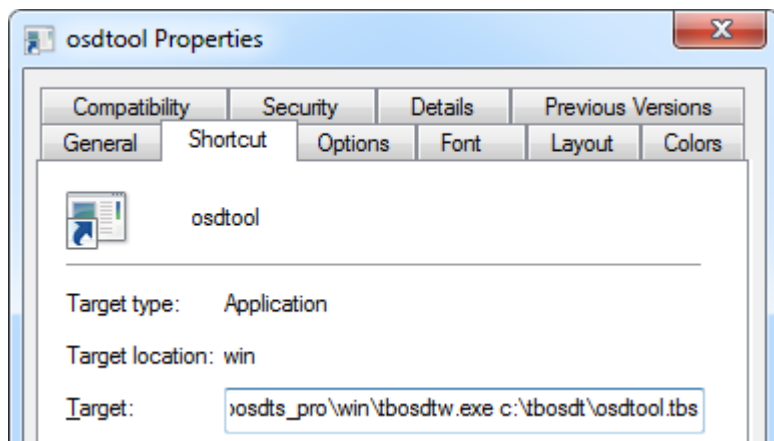 osdtool Properties
Compatibility Security Details Previous Versions
General Shortcut Options Font Layout Colors
osdtool
Target type: Application
Target location: win
Target: osdts_pro\win\tbosdtw.exe c:\tbosdt\osdtool.tbs